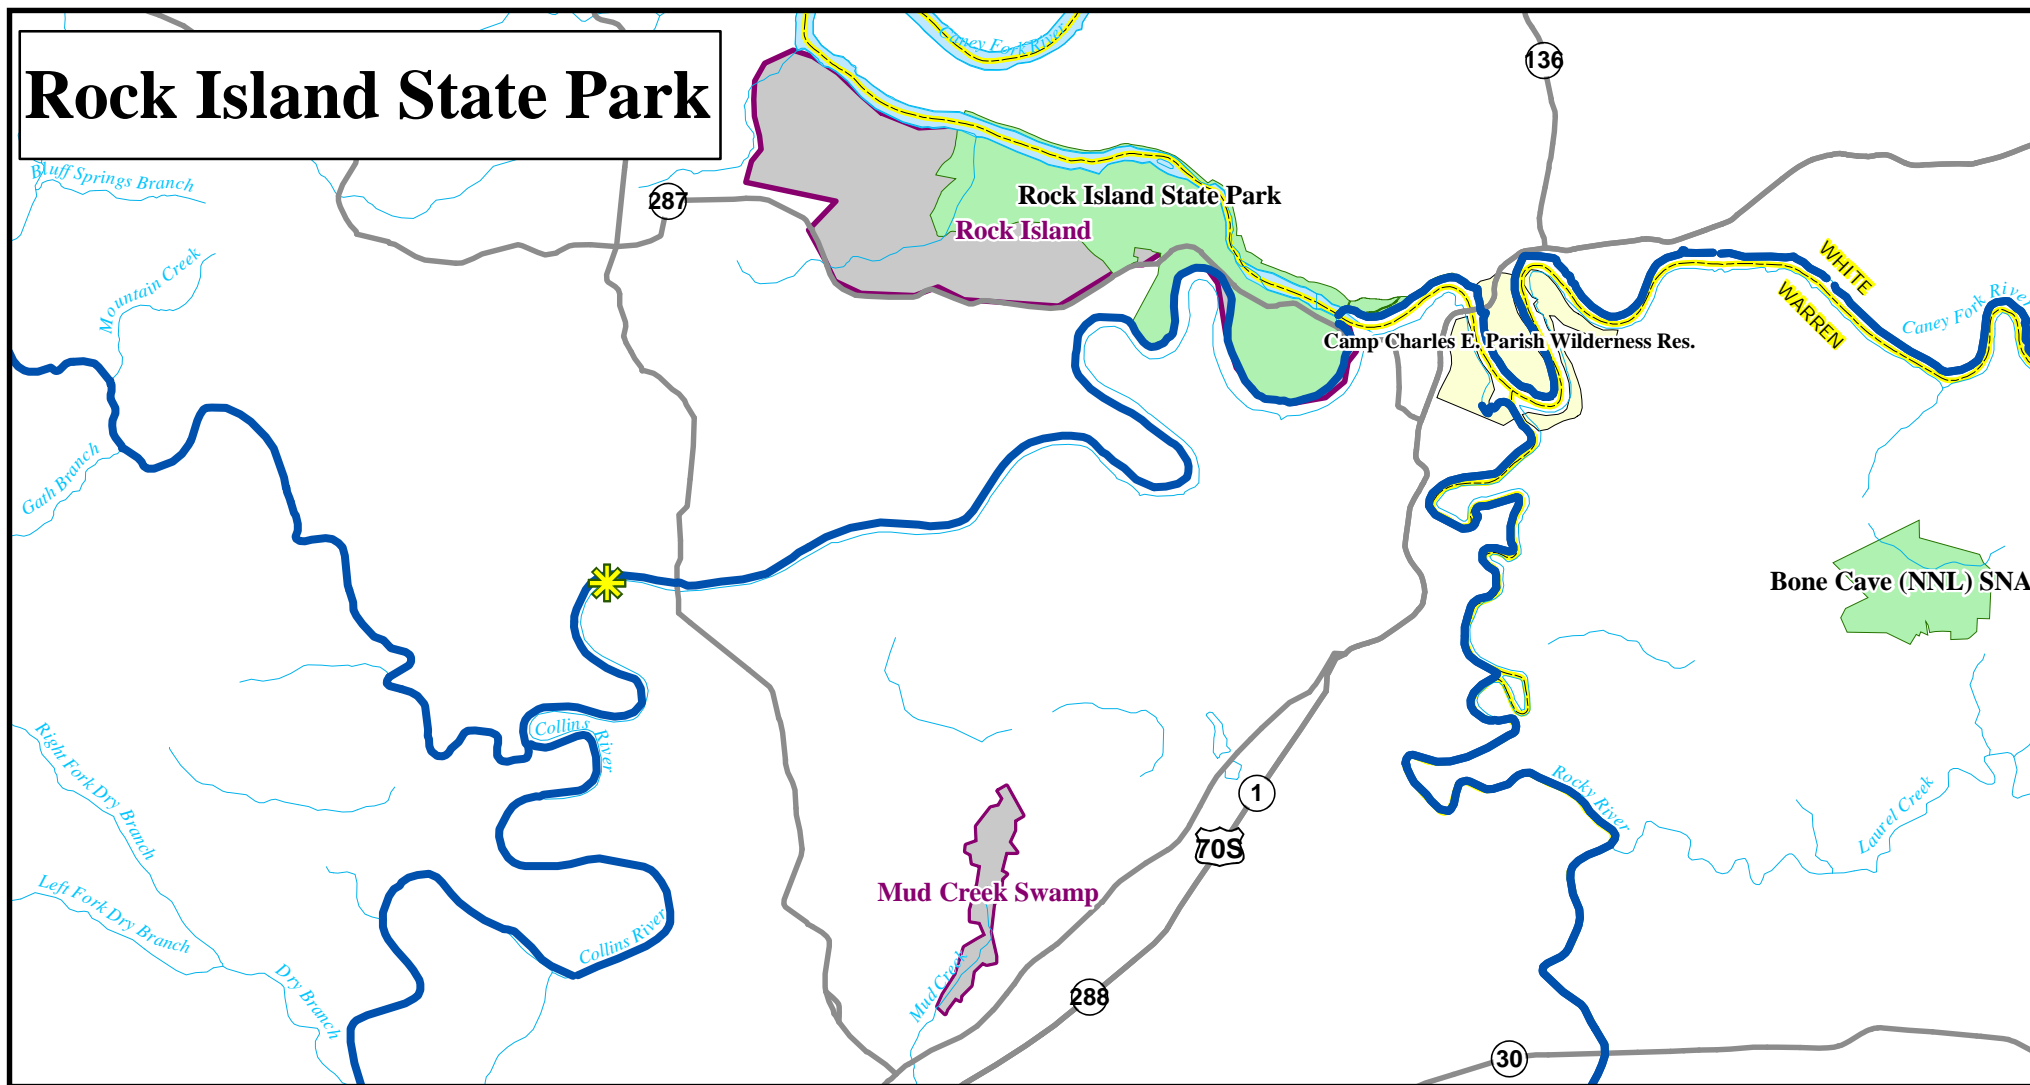 Rock Island State Park
Caney Fork River
136
Bluff Springs Branch
287
Rock Island State Park
Rock Island
Mountain Creek
WHITE
WARREN
Caney Fork River
Camp Charles E. Parish Wilderness Res.
Gath Branch
Bone Cave (NNL) SNA
Collins
River
Right Fork Dry Branch
Rocky River
Laurel Creek
1
70S
Mud Creek Swamp
Left Fork Dry Branch
Collins River
Dry Branch
Mud Creek
288
30